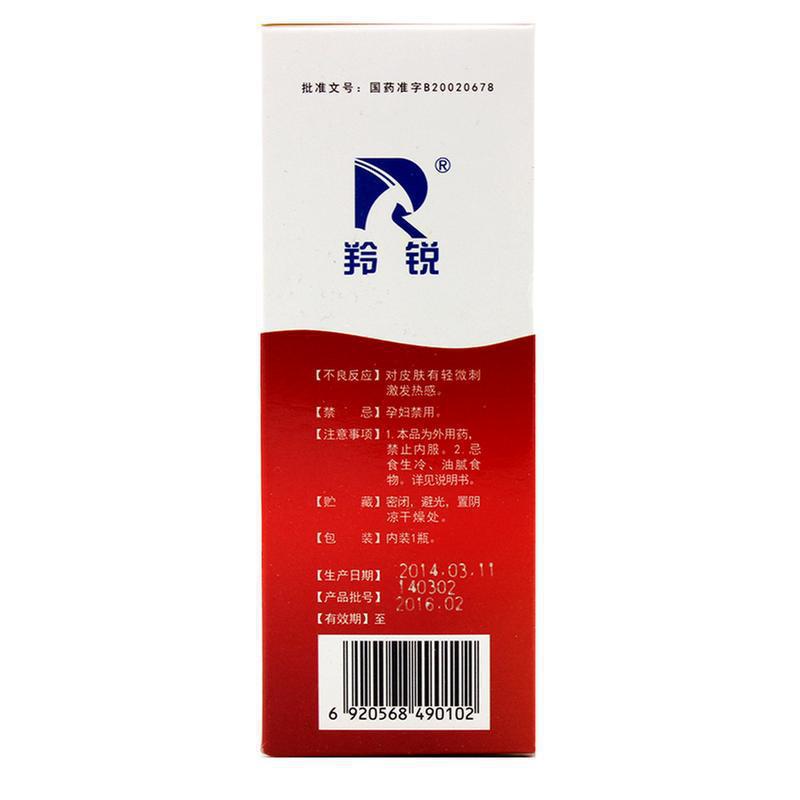 批准文号：国药准字B20020678
R®
羚锐
【不良反应】对皮肤有轻微刺
激发热感。
【禁 忌】孕妇禁用。
【注意事项】1.本品为外用药，
禁止内服。2.忌
食生冷、油腻食
物。详见说明书。
【贮 藏】密闭，避光，置阴
凉干燥处。
【包 装】内装1瓶。
【生产日期】 2014.03.11
【产品批号】 140302
【有效期】至 2016.02
6 920568 490102